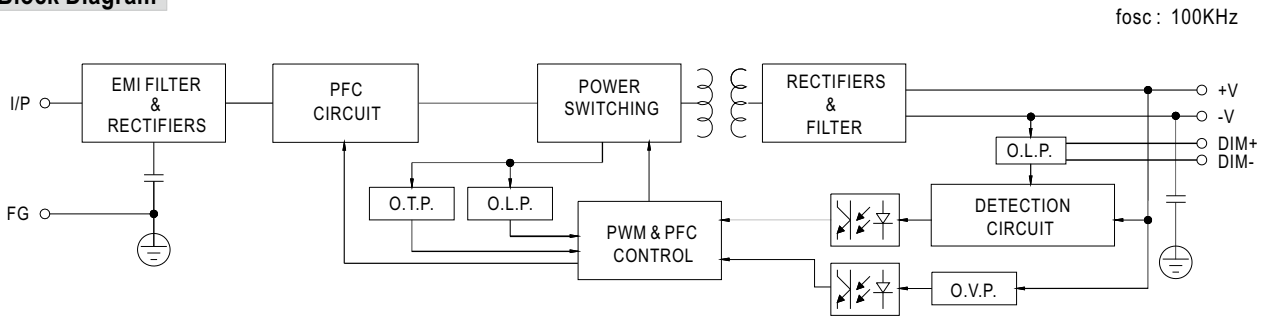 Block Diagram
fosc : 100KHz
I/P
EMI FILTER
&
RECTIFIERS
PFC
CIRCUIT
POWER
SWITCHING
RECTIFIERS
&
FILTER
+V
-V
DIM+
DIM-
O.L.P.
FG
O.T.P.
O.L.P.
PWM & PFC
CONTROL
DETECTION
CIRCUIT
O.V.P.